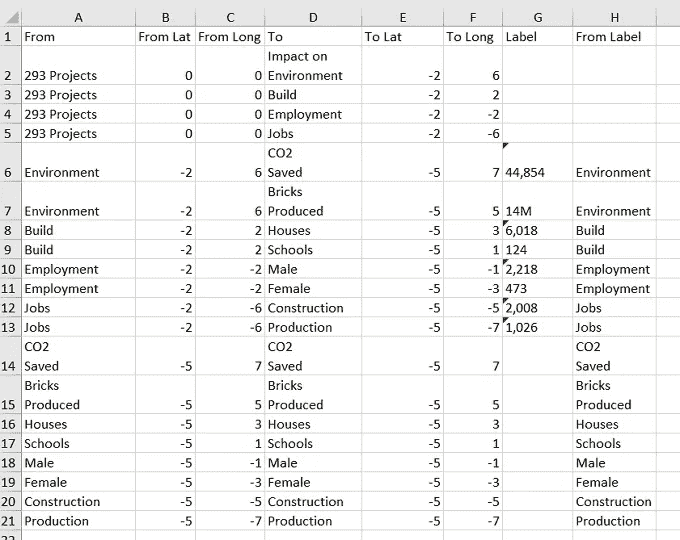 A B C D E F G H
1 From From Lat From Long To To Lat To Long Label From Label
Impact on
2 293 Projects 0 0 Environment -2 6
3 293 Projects 0 0 Build -2 2
4 293 Projects 0 0 Employment -2 -2
5 293 Projects 0 0 Jobs -2 -6
CO2
6 Environment -2 6 Saved -5 7 44,854 Environment
Bricks
7 Environment -2 6 Produced -5 5 14M Environment
8 Build -2 2 Houses -5 3 6,018 Build
9 Build -2 2 Schools -5 1 124 Build
10 Employment -2 -2 Male -5 -1 2,218 Employment
11 Employment -2 -2 Female -5 -3 473 Employment
12 Jobs -2 -6 Construction -5 -5 2,008 Jobs
13 Jobs -2 -6 Production -5 -7 1,026 Jobs
CO2 CO2 CO2
14 Saved -5 7 Saved -5 7 Saved
Bricks Bricks Bricks
15 Produced -5 5 Produced -5 5 Produced
16 Houses -5 3 Houses -5 3 Houses
17 Schools -5 1 Schools -5 1 Schools
18 Male -5 -1 Male -5 -1 Male
19 Female -5 -3 Female -5 -3 Female
20 Construction -5 -5 Construction -5 -5 Construction
21 Production -5 -7 Production -5 -7 Production